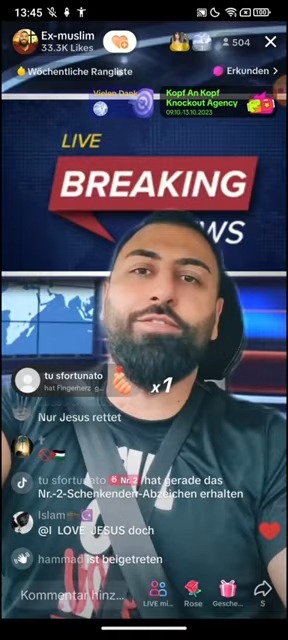 13:45
100
Ex-muslim
33.3K Likes
504
Wöchentliche Rangliste
Erkunden >
Vielen Dank
Kopf An Kopf
Knockout Agency
09.10.-13.10.2023
LIVE
BREAKING
NEWS
tu sfortunato
hat Fingerherz g...
x1
Nur Jesus rettet
tu sfortunato Nr. 2 hat gerade das
Nr.-2-Schenkenden-Abzeichen erhalten
Islam
@I LOVE JESUS doch
hammad ist beigetreten
Kommentar hinz...
LIVE mi...
Rose
Gesche...
5